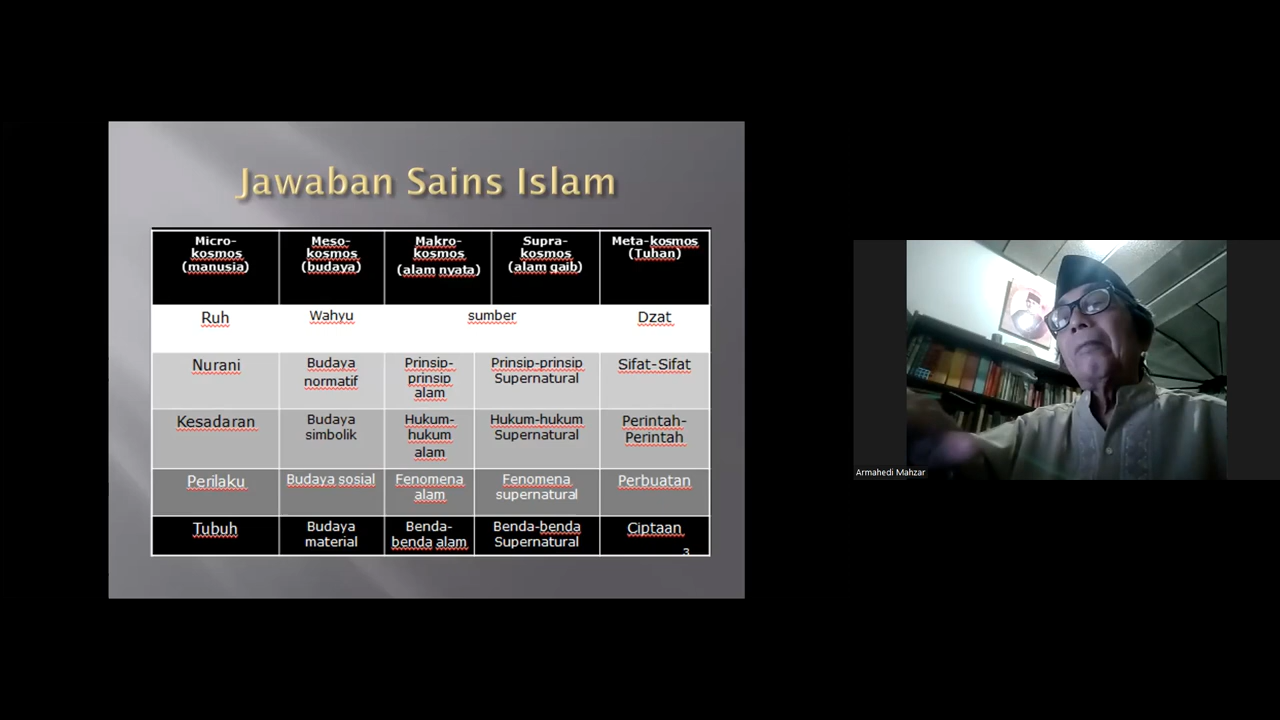 Jawaban Sains Islam
Micro-
kosmos
(manusia)
Meso-
kosmos
(budaya)
Makro-
kosmos
(alam nyata)
Supra-
kosmos
(alam gaib)
Meta-kosmos
(Tuhan)
Ruh
Wahyu
sumber
Dzat
Nurani
Budaya
normatif
Prinsip-
prinsip
alam
Prinsip-prinsip
Supernatural
Sifat-Sifat
Kesadaran
Budaya
simbolik
Hukum-
hukum
alam
Hukum-hukum
Supernatural
Perintah-
Perintah
Perilaku
Budaya sosial
Fenomena
alam
Fenomena
supernatural
Perbuatan
Tubuh
Budaya
material
Benda-
benda alam
Benda-benda
Supernatural
Ciptaan
3
Armahedi Mahzar